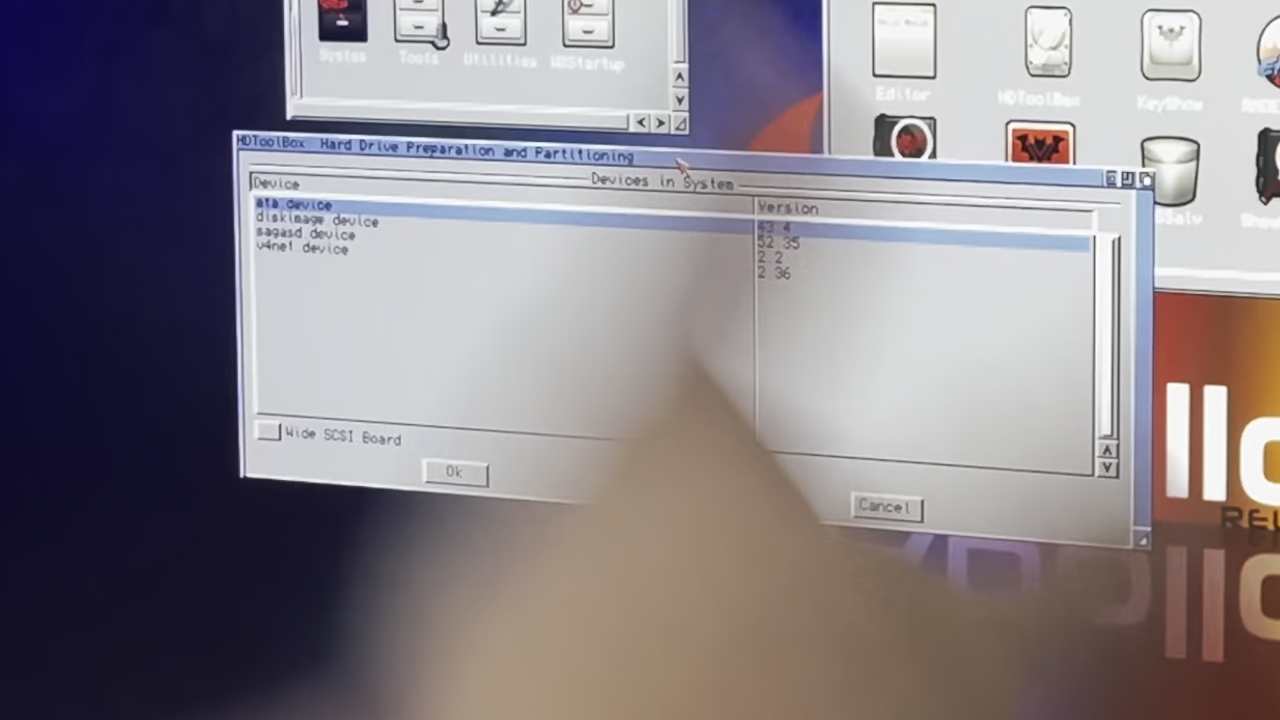 System Tools Utilities WBStartup
Editor HDToolBox KeyShow
HDToolBox Hard Drive Preparation and Partitioning
Devices in System
Device Version
ata device 43 4
diskimage device 52 35
sagasd device 2 2
v4net device 2 36
Wide SCSI Board
Ok Cancel